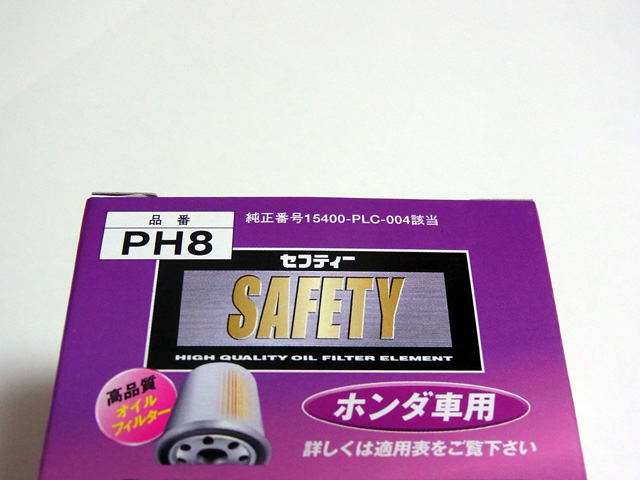 品番
PH8
純正番号15400-PLC-004該当
セフティー
SAFETY
HIGH QUALITY OIL FILTER ELEMENT
高品質
オイル
フィルター
ホンダ車用
詳しくは適用表をご覧下さい